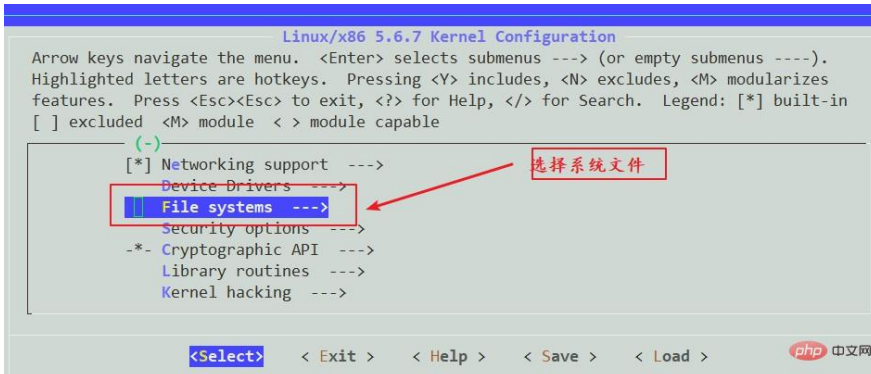 Linux/x86 5.6.7 Kernel Configuration
Arrow keys navigate the menu. <Enter> selects submenus ---> (or empty submenus ----).
Highlighted letters are hotkeys. Pressing <Y> includes, <N> excludes, <M> modularizes
features. Press <Esc><Esc> to exit, <?> for Help, </> for Search. Legend: [*] built-in
[ ] excluded <M> module < > module capable
(-)
[*] Networking support --->
选择系统文件
Device Drivers --->
File systems --->
Security options --->
-*- Cryptographic API --->
Library routines --->
Kernel hacking --->
<Select> < Exit > < Help > < Save > < Load >
php 中文网